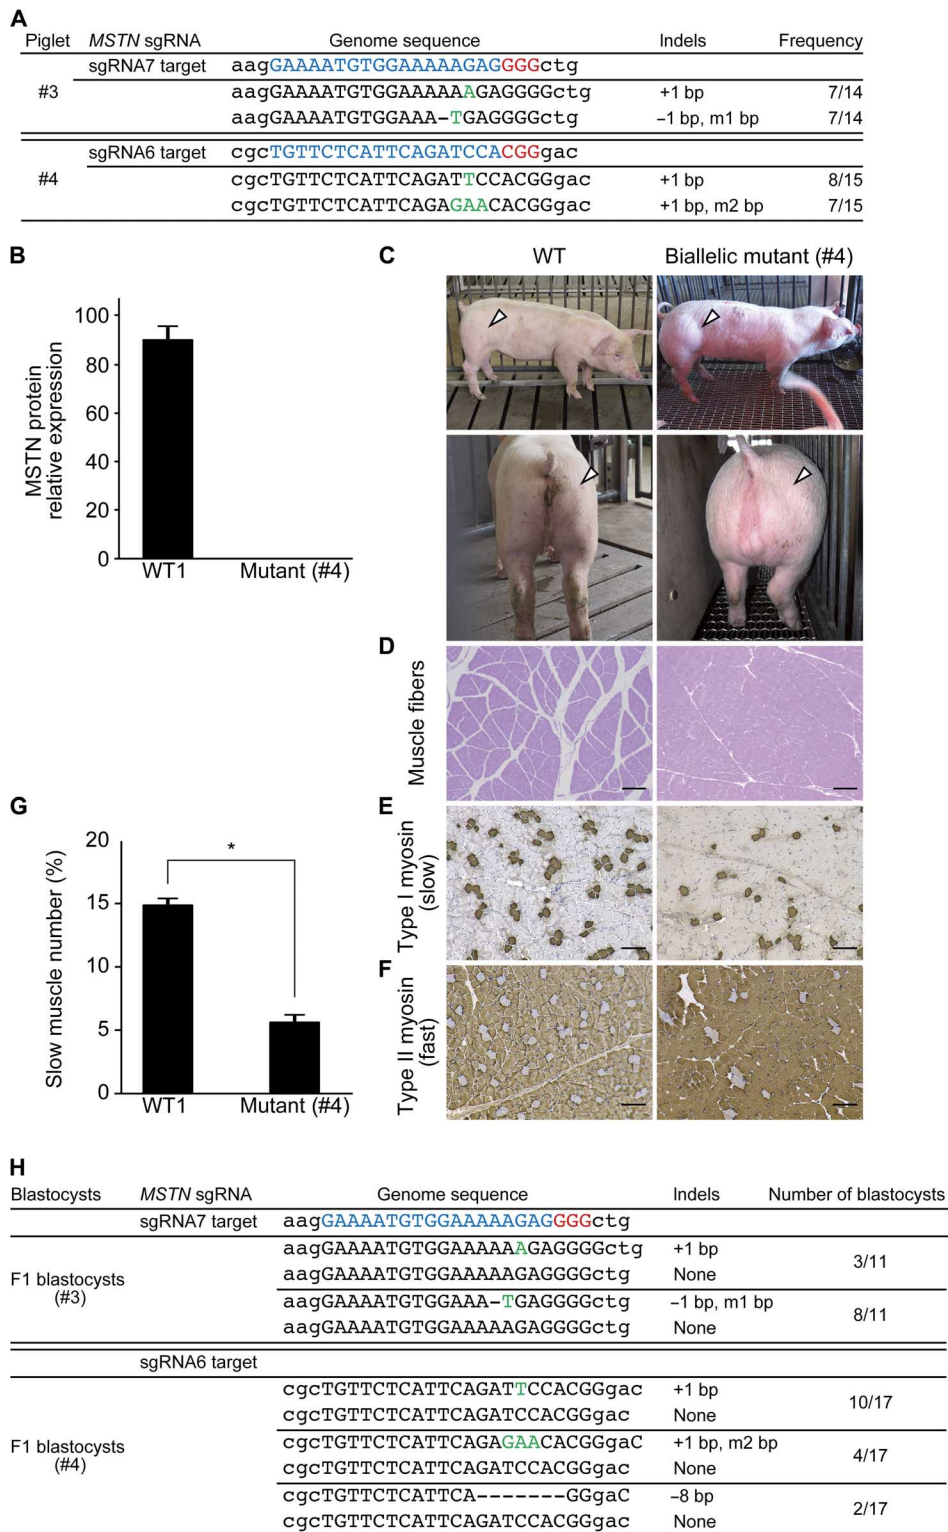 A
Piglet MSTN sgRNA Genome sequence Indels Frequency
sgRNA7 target aagGAAAATGTGGAAAAAGAGGGGctg
#3 aagGAAAATGTGGAAAAAAGAGGGGctg +1 bp 7/14
aagGAAAATGTGGAAA–TGAGGGGctg –1 bp, m1 bp 7/14
sgRNA6 target cgcTGTTCTCATTCAGATCCACGGgac
#4 cgcTGTTCTCATTCAGATTCCACGGgac +1 bp 8/15
cgcTGTTCTCATTCAGAGAACACGGgac +1 bp, m2 bp 7/15
B
MSTN protein
relative expression
100
80
60
40
20
0
WT1 Mutant (#4)
C
WT Biallelic mutant (#4)
D
Muscle fibers
E
Type I myosin
(slow)
F
Type II myosin
(fast)
G
Slow muscle number (%)
20
15
10
5
0
*
WT1 Mutant (#4)
H
Blastocysts MSTN sgRNA Genome sequence Indels Number of blastocysts
sgRNA7 target aagGAAAATGTGGAAAAAGAGGGGctg
F1 blastocysts
(#3)
aagGAAAATGTGGAAAAAAGAGGGGctg +1 bp 3/11
aagGAAAATGTGGAAAAAGAGGGGctg None
aagGAAAATGTGGAAA–TGAGGGGctg –1 bp, m1 bp 8/11
aagGAAAATGTGGAAAAAGAGGGGctg None
sgRNA6 target
F1 blastocysts
(#4)
cgcTGTTCTCATTCAGATTCCACGGgac +1 bp 10/17
cgcTGTTCTCATTCAGATCCACGGgac None
cgcTGTTCTCATTCAGAGAACACGGgaC +1 bp, m2 bp 4/17
cgcTGTTCTCATTCAGATCCACGGgac None
cgcTGTTCTCATTCA-------GGgaC –8 bp 2/17
cgcTGTTCTCATTCAGATCCACGGgac None